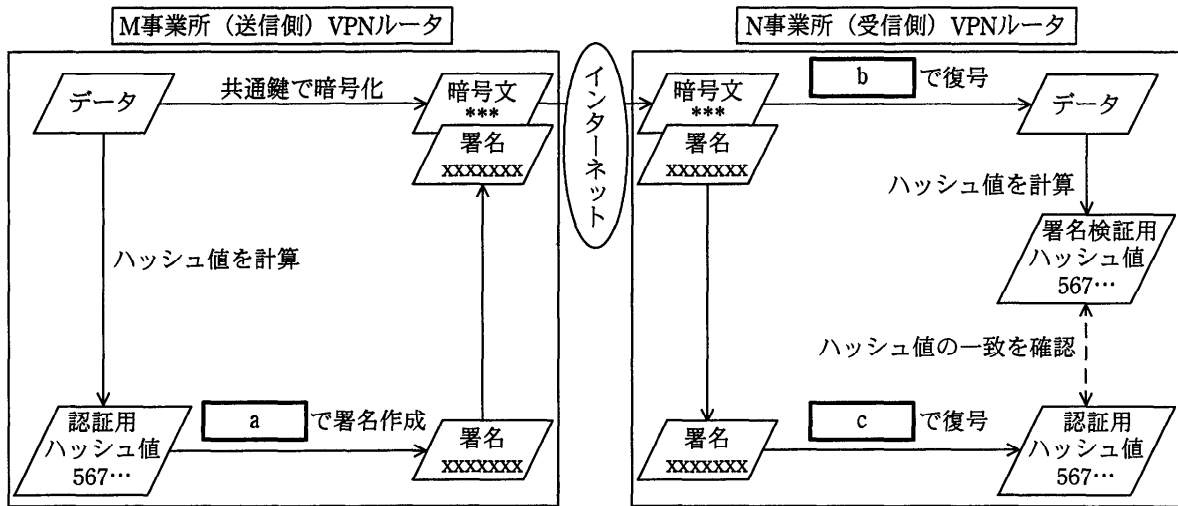 M事業所（送信側）VPNルータ
データ
共通鍵で暗号化
暗号文
***
署名
xxxxxxx
ハッシュ値を計算
認証用
ハッシュ値
567…
a
で署名作成
署名
xxxxxxx
インターネット
N事業所（受信側）VPNルータ
暗号文
***
署名
xxxxxxx
b
で復号
データ
ハッシュ値を計算
署名検証用
ハッシュ値
567…
ハッシュ値の一致を確認
署名
xxxxxxx
c
で復号
認証用
ハッシュ値
567…